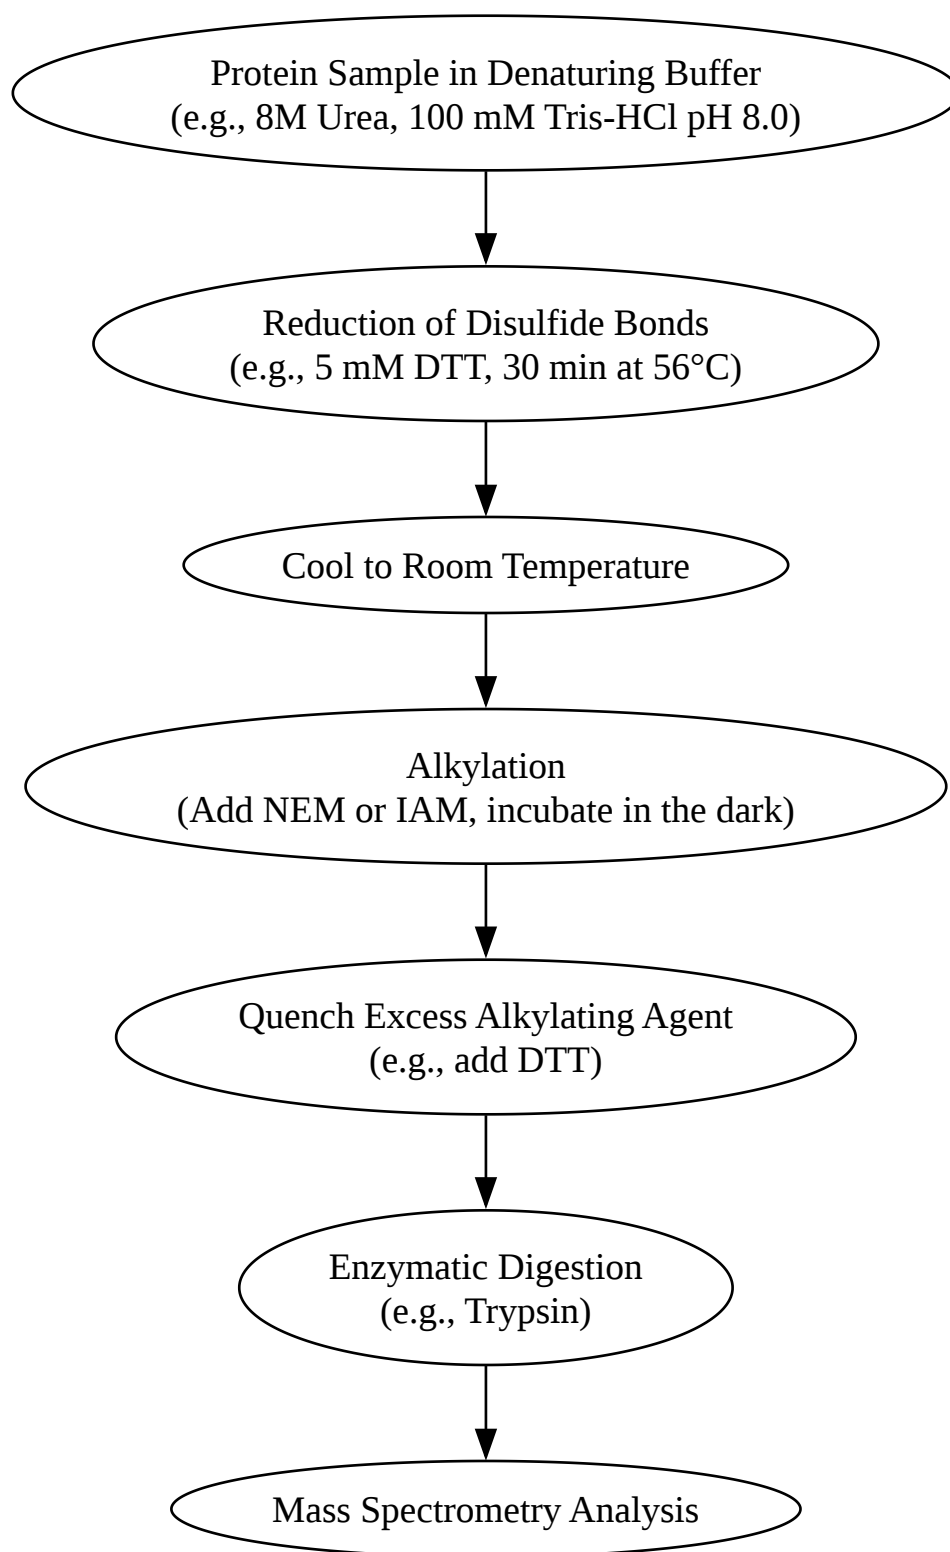 Protein Sample in Denaturing Buffer
(e.g., 8M Urea, 100 mM Tris-HCl pH 8.0)
Reduction of Disulfide Bonds
(e.g., 5 mM DTT, 30 min at 56°C)
Cool to Room Temperature
Alkylation
(Add NEM or IAM, incubate in the dark)
Quench Excess Alkylating Agent
(e.g., add DTT)
Enzymatic Digestion
(e.g., Trypsin)
Mass Spectrometry Analysis